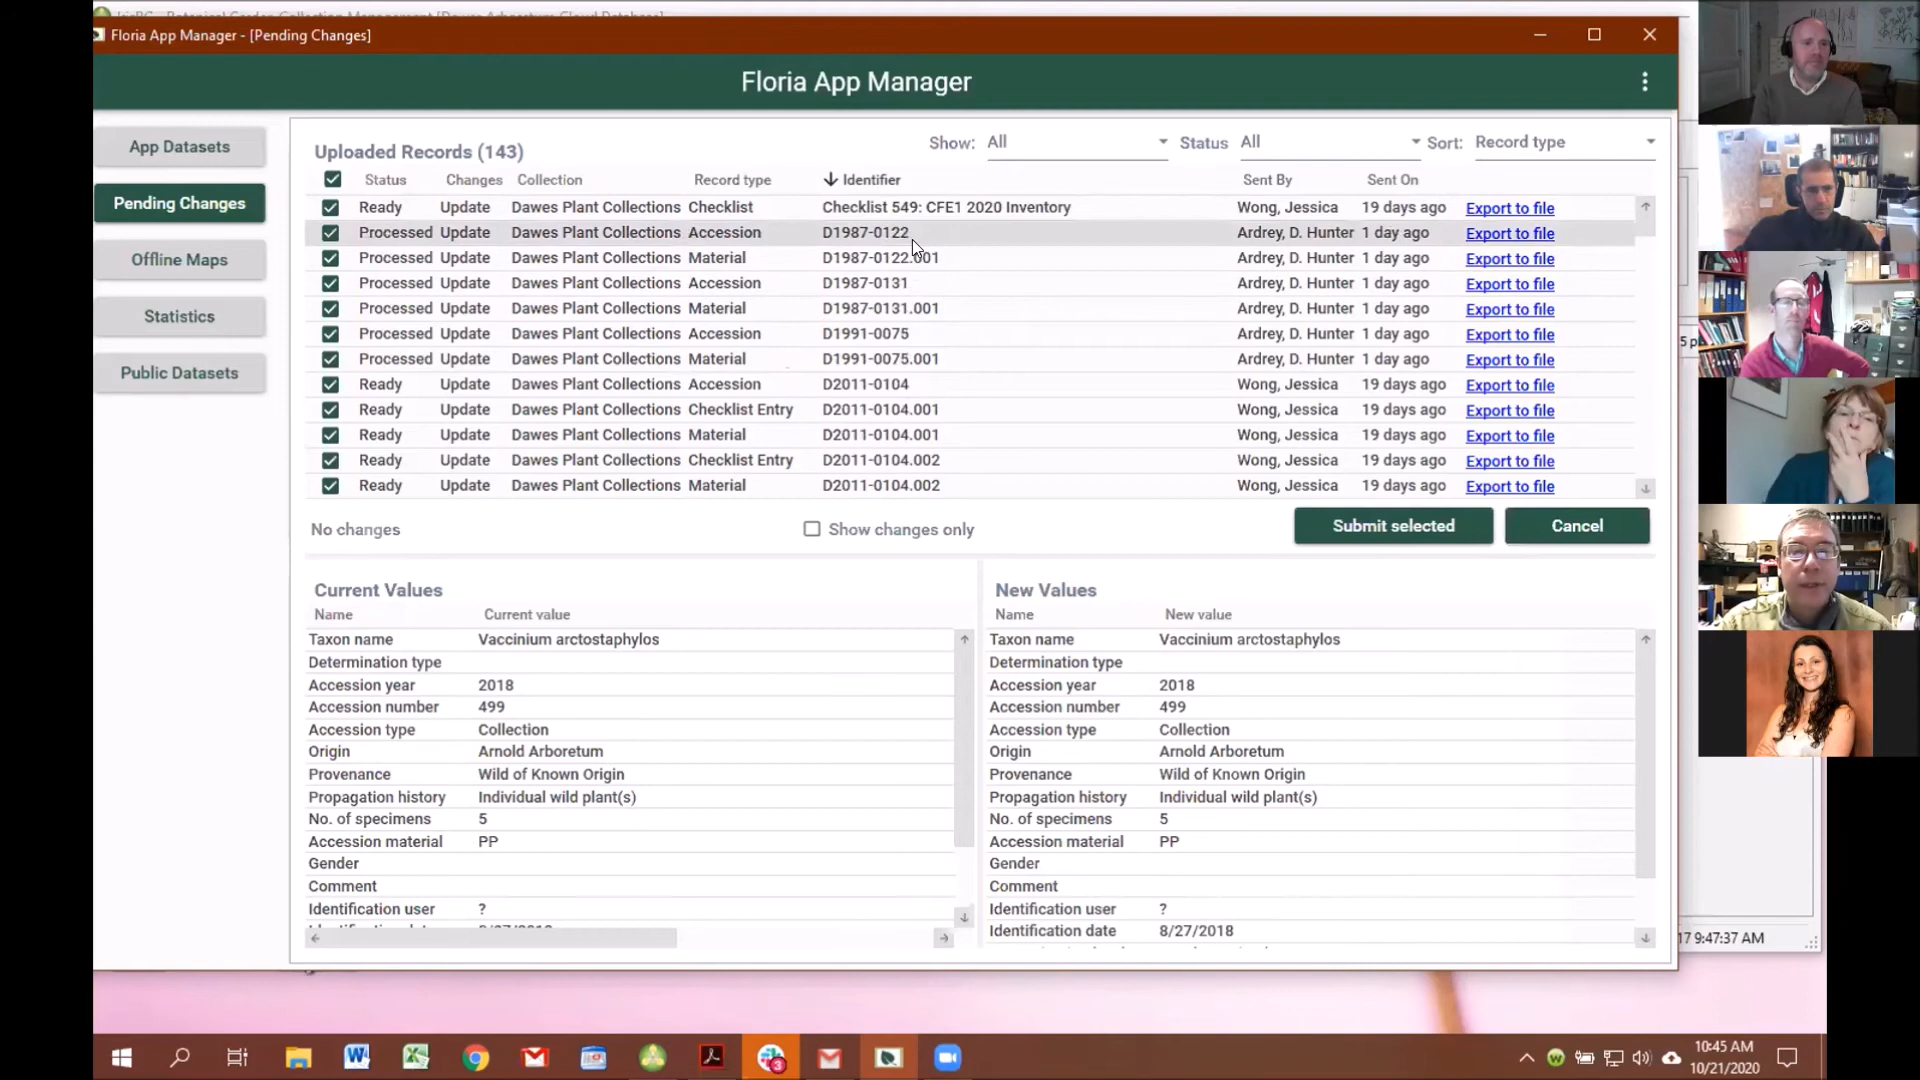 IrisBG - Botanical Garden Collection Management [Dawes Arboretum Cloud Database]
Floria App Manager - [Pending Changes]
Floria App Manager
App Datasets
Pending Changes
Offline Maps
Statistics
Public Datasets
Uploaded Records (143)
Show: All Status All Sort: Record type
Status Changes Collection Record type Identifier Sent By Sent On
Ready Update Dawes Plant Collections Checklist Checklist 549: CFE1 2020 Inventory Wong, Jessica 19 days ago Export to file
Processed Update Dawes Plant Collections Accession D1987-0122 Ardrey, D. Hunter 1 day ago Export to file
Processed Update Dawes Plant Collections Material D1987-0122.001 Ardrey, D. Hunter 1 day ago Export to file
Processed Update Dawes Plant Collections Accession D1987-0131 Ardrey, D. Hunter 1 day ago Export to file
Processed Update Dawes Plant Collections Material D1987-0131.001 Ardrey, D. Hunter 1 day ago Export to file
Processed Update Dawes Plant Collections Accession D1991-0075 Ardrey, D. Hunter 1 day ago Export to file
Processed Update Dawes Plant Collections Material D1991-0075.001 Ardrey, D. Hunter 1 day ago Export to file
Ready Update Dawes Plant Collections Accession D2011-0104 Wong, Jessica 19 days ago Export to file
Ready Update Dawes Plant Collections Checklist Entry D2011-0104.001 Wong, Jessica 19 days ago Export to file
Ready Update Dawes Plant Collections Material D2011-0104.001 Wong, Jessica 19 days ago Export to file
Ready Update Dawes Plant Collections Checklist Entry D2011-0104.002 Wong, Jessica 19 days ago Export to file
Ready Update Dawes Plant Collections Material D2011-0104.002 Wong, Jessica 19 days ago Export to file
5 p
No changes Show changes only Submit selected Cancel
Current Values
Name Current value
Taxon name Vaccinium arctostaphylos
Determination type
Accession year 2018
Accession number 499
Accession type Collection
Origin Arnold Arboretum
Provenance Wild of Known Origin
Propagation history Individual wild plant(s)
No. of specimens 5
Accession material PP
Gender
Comment
Identification user ?
New Values
Name New value
Taxon name Vaccinium arctostaphylos
Determination type
Accession year 2018
Accession number 499
Accession type Collection
Origin Arnold Arboretum
Provenance Wild of Known Origin
Propagation history Individual wild plant(s)
No. of specimens 5
Accession material PP
Gender
Comment
Identification user ?
Identification date 8/27/2018
17 9:47:37 AM
3
10:45 AM
10/21/2020